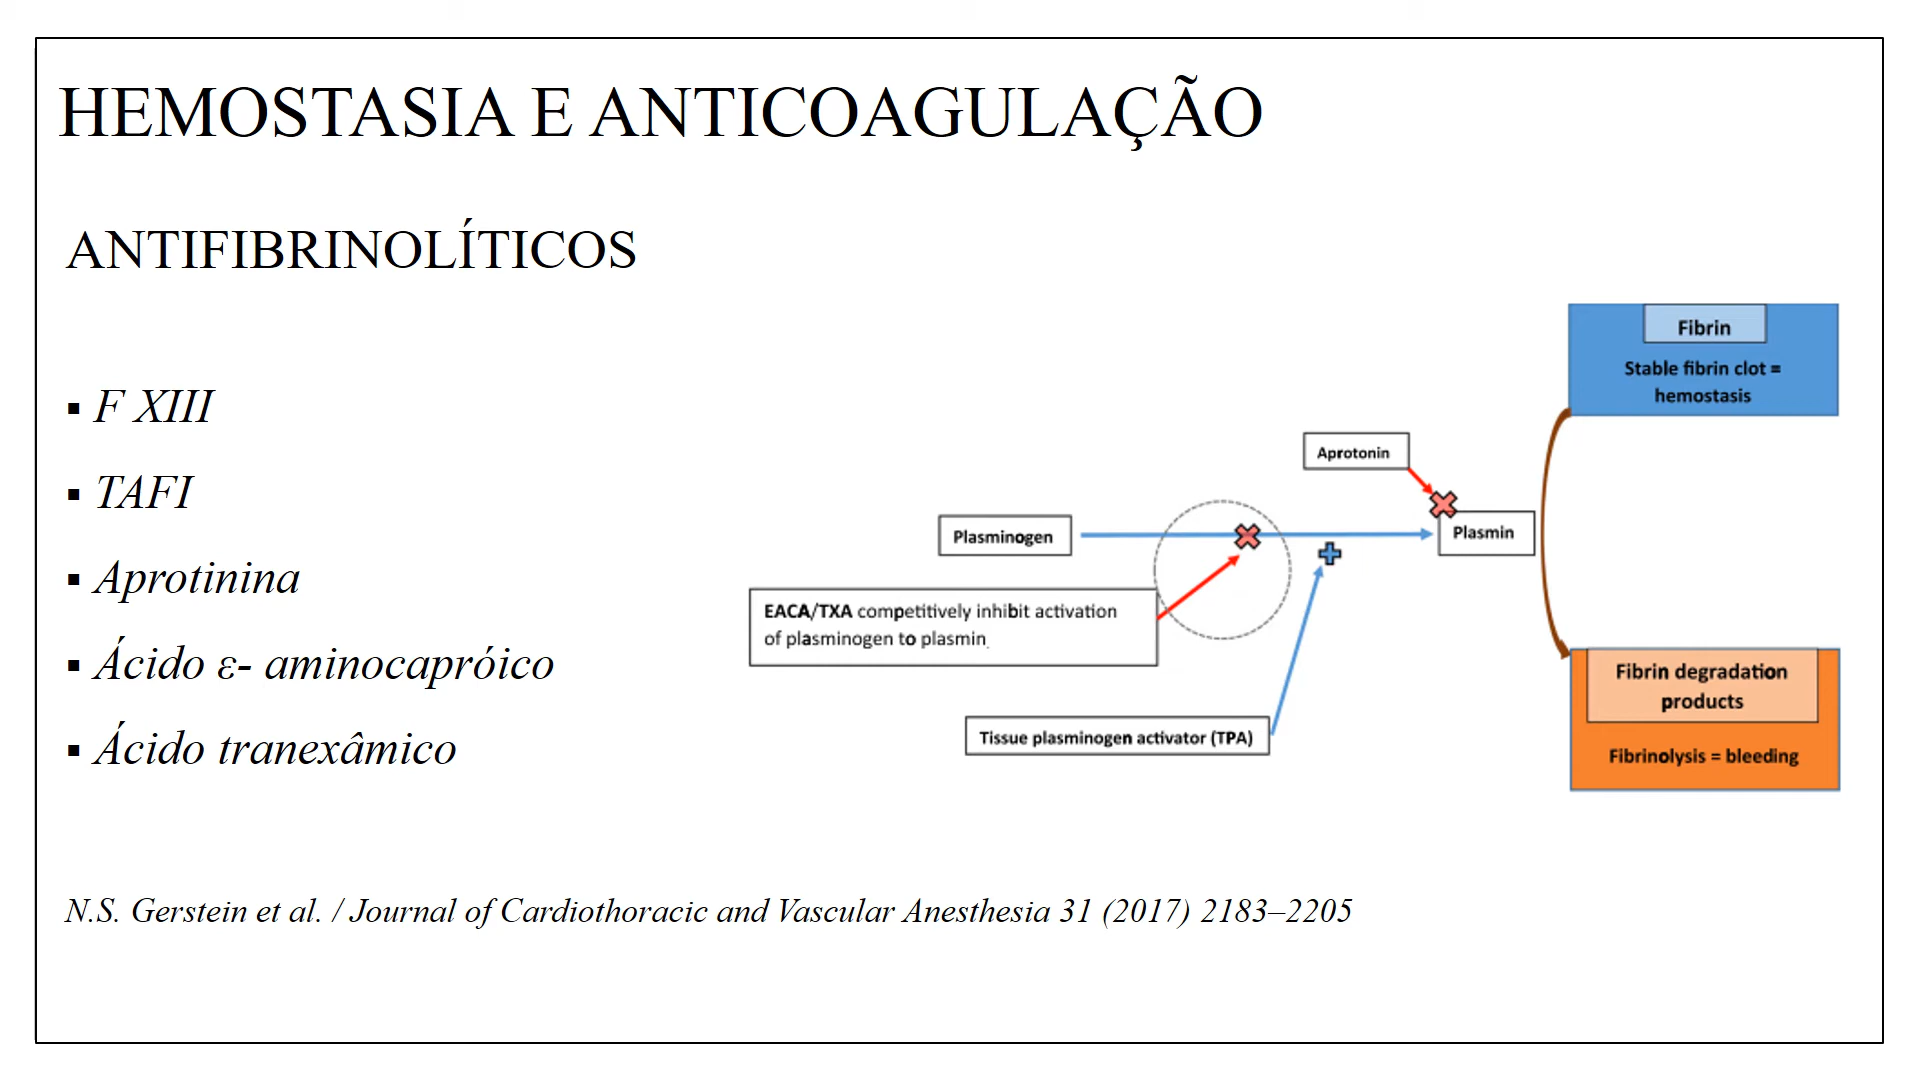 HEMOSTASIA E ANTICOAGULAÇÃO
ANTIFIBRINOLÍTICOS
▪ F XIII
▪ TAFI
▪ Aprotinina
▪ Ácido ε- aminocapróico
▪ Ácido tranexâmico
Fibrin
Stable fibrin clot =
hemostasis
Aprotonin
Plasminogen
Plasmin
EACA/TXA competitively inhibit activation
of plasminogen to plasmin.
Tissue plasminogen activator (TPA)
Fibrin degradation
products
Fibrinolysis = bleeding
N.S. Gerstein et al. / Journal of Cardiothoracic and Vascular Anesthesia 31 (2017) 2183–2205